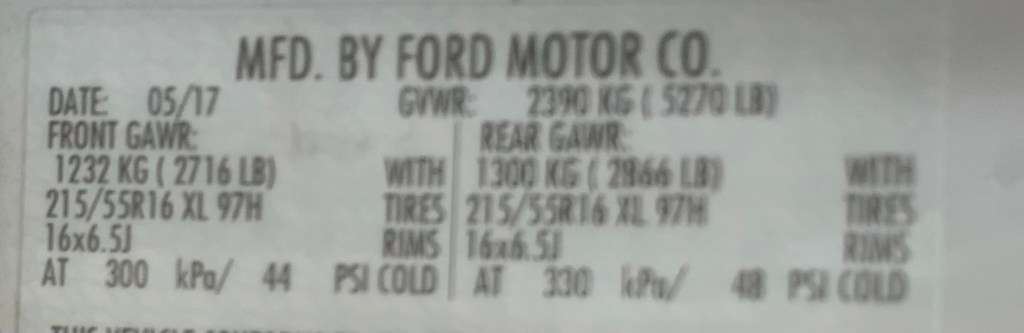 MFD. BY FORD MOTOR CO.
DATE: 05/17 GVWR: 2390 KG ( 5270 LB)
FRONT GAWR: REAR GAWR:
1232 KG ( 2716 LB) WITH 1300 KG ( 2866 LB) WITH
215/55R16 XL 97H TIRES 215/55R16 XL 97H TIRES
16x6.5J RIMS 16x6.5J RIMS
AT 300 kPa/ 44 PSI COLD AT 330 kPa/ 48 PSI COLD
THIS VEHICLE